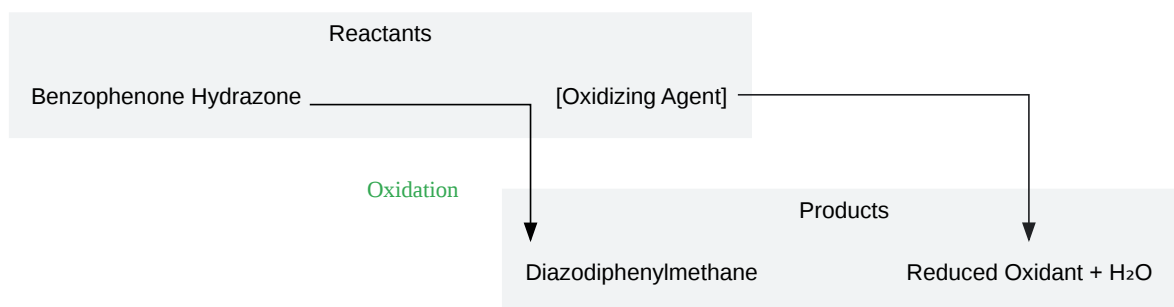 Reactants
Benzophenone Hydrazone
[Oxidizing Agent]
Oxidation
Products
Diazodiphenylmethane
Reduced Oxidant + H₂O